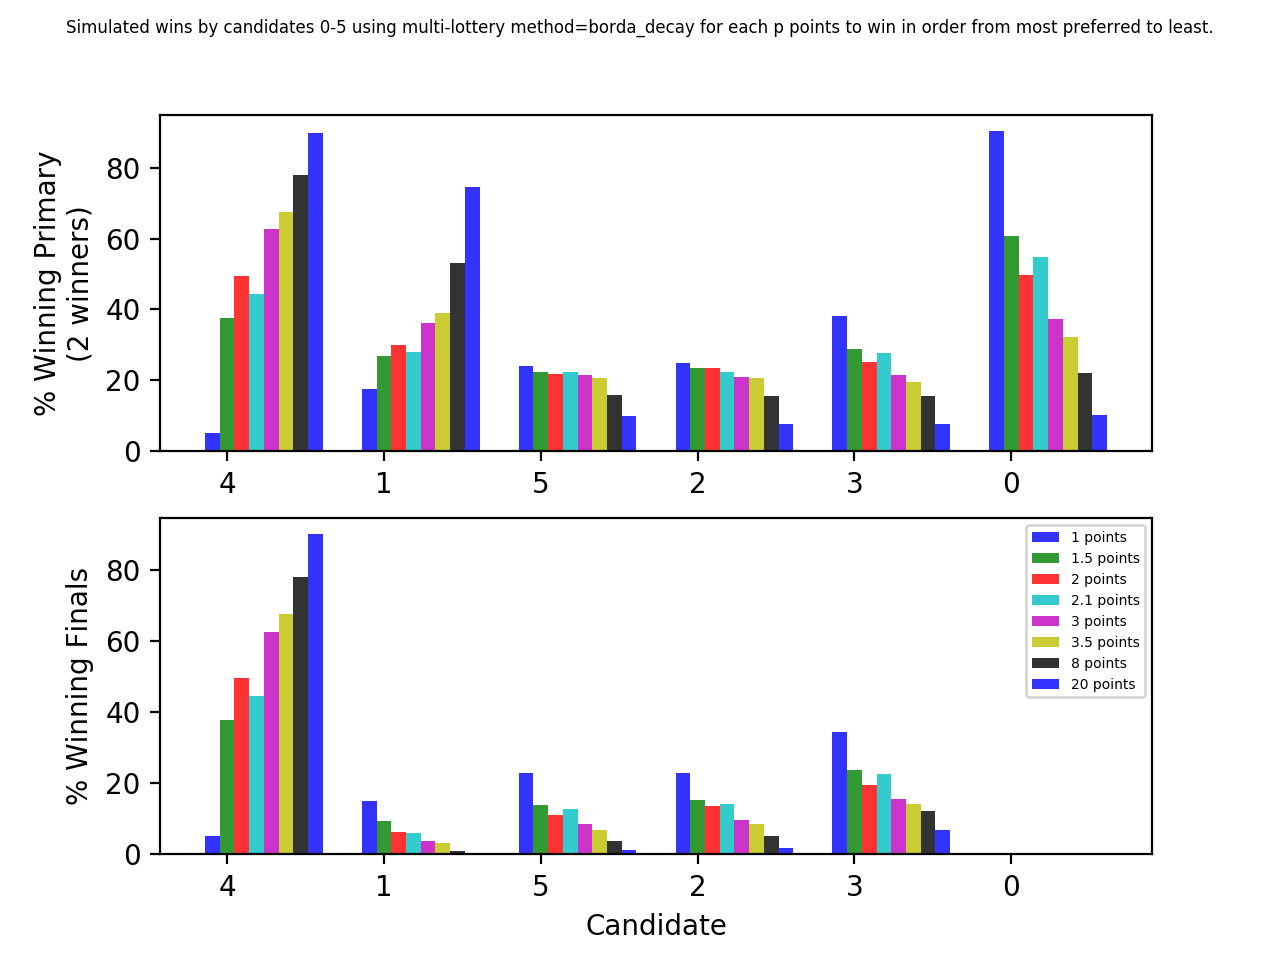 Simulated wins by candidates 0-5 using multi-lottery method=borda_decay for each p points to win in order from most preferred to least.
% Winning Primary
(2 winners)
80
60
40
20
0
4 1 5 2 3 0
% Winning Finals
80
60
40
20
0
1 points
1.5 points
2 points
2.1 points
3 points
3.5 points
8 points
20 points
4 1 5 2 3 0
Candidate